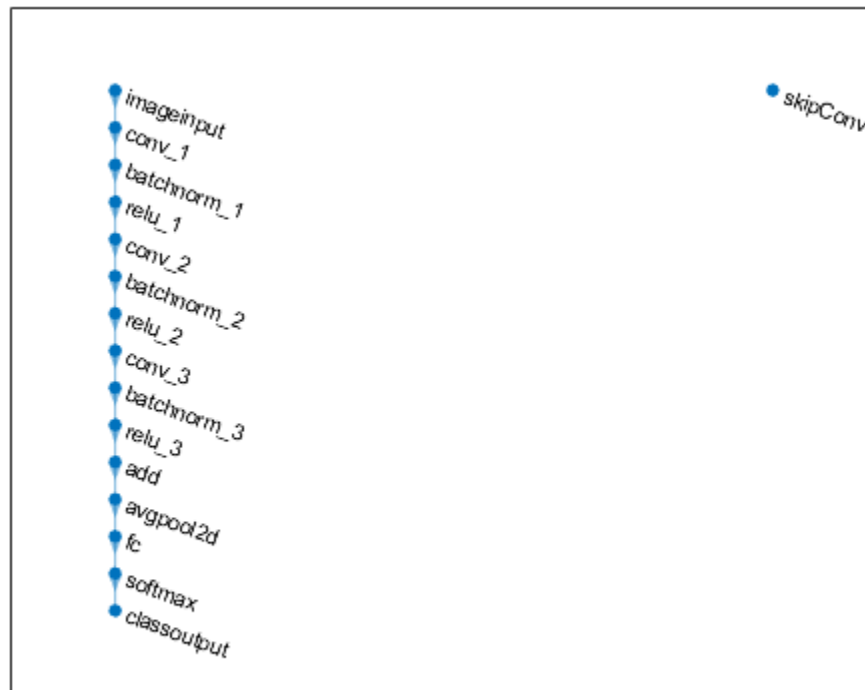 imageinput
conv_1
batchnorm_1
relu_1
conv_2
batchnorm_2
relu_2
conv_3
batchnorm_3
relu_3
add
avgpool2d
fc
softmax
classoutput
skipConv